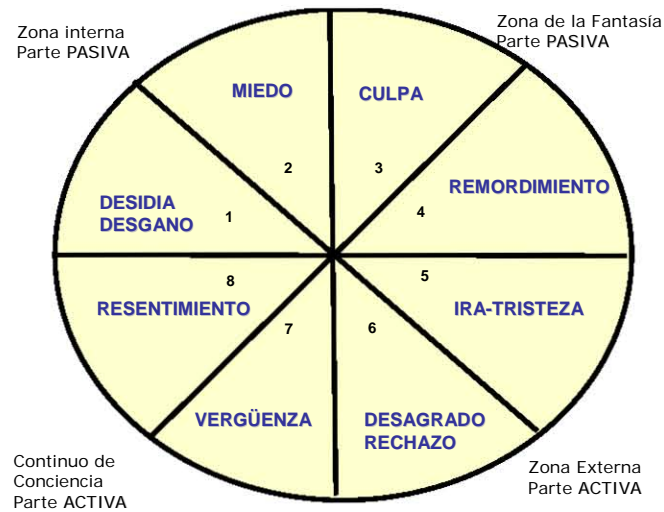 Zona interna
Parte PASIVA
Zona de la Fantasía
Parte PASIVA
MIEDO
CULPA
2
3
REMORDIMIENTO
4
DESIDIA
DESGANO
1
8
5
RESENTIMIENTO
IRA-TRISTEZA
7
6
VERGÜENZA
DESAGRADO
RECHAZO
Continuo de
Conciencia
Parte ACTIVA
Zona Externa
Parte ACTIVA